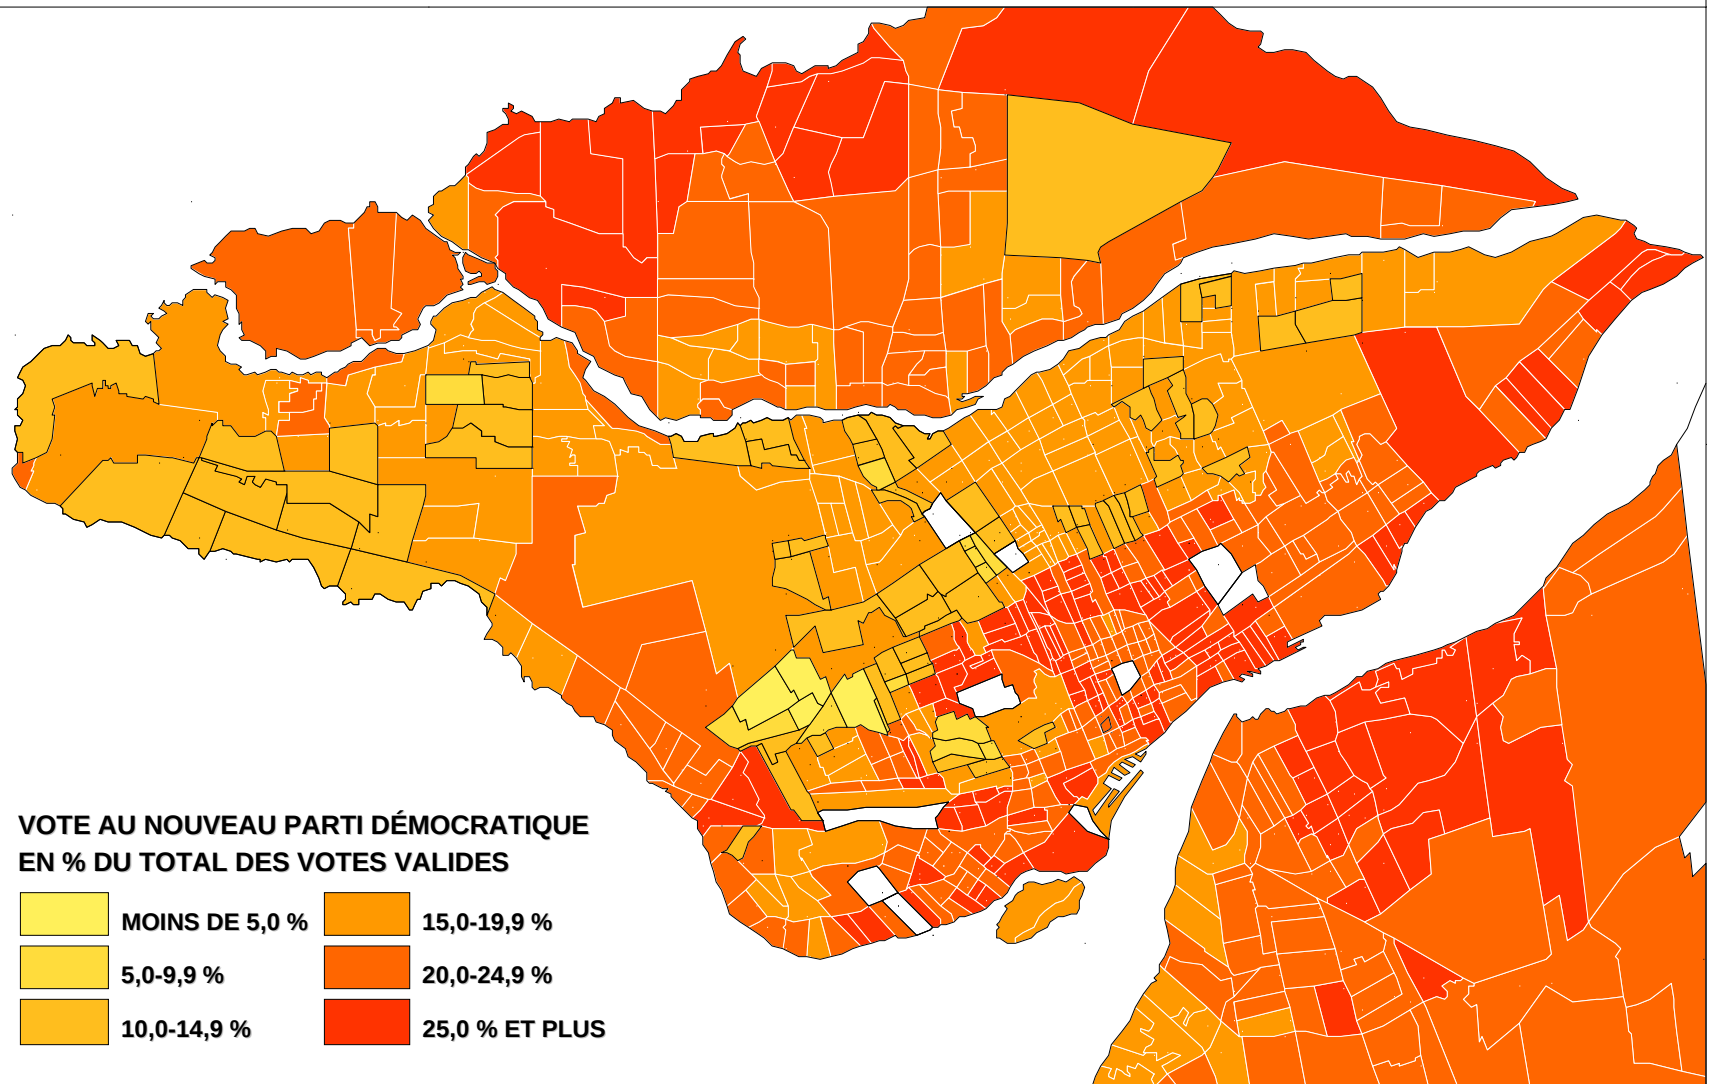 VOTE AU NOUVEAU PARTI DÉMOCRATIQUE
EN % DU TOTAL DES VOTES VALIDES
MOINS DE 5,0 %
5,0-9,9 %
10,0-14,9 %
15,0-19,9 %
20,0-24,9 %
25,0 % ET PLUS